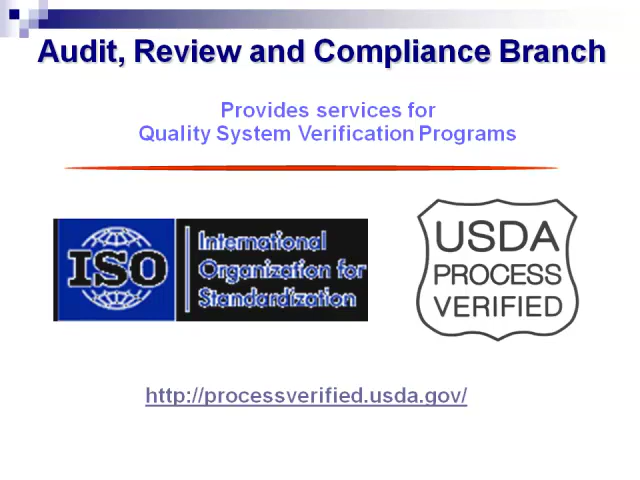 Audit, Review and Compliance Branch
Provides services for
Quality System Verification Programs
ISO
International
Organization for
Standardization
USDA
PROCESS
VERIFIED
http://processverified.usda.gov/